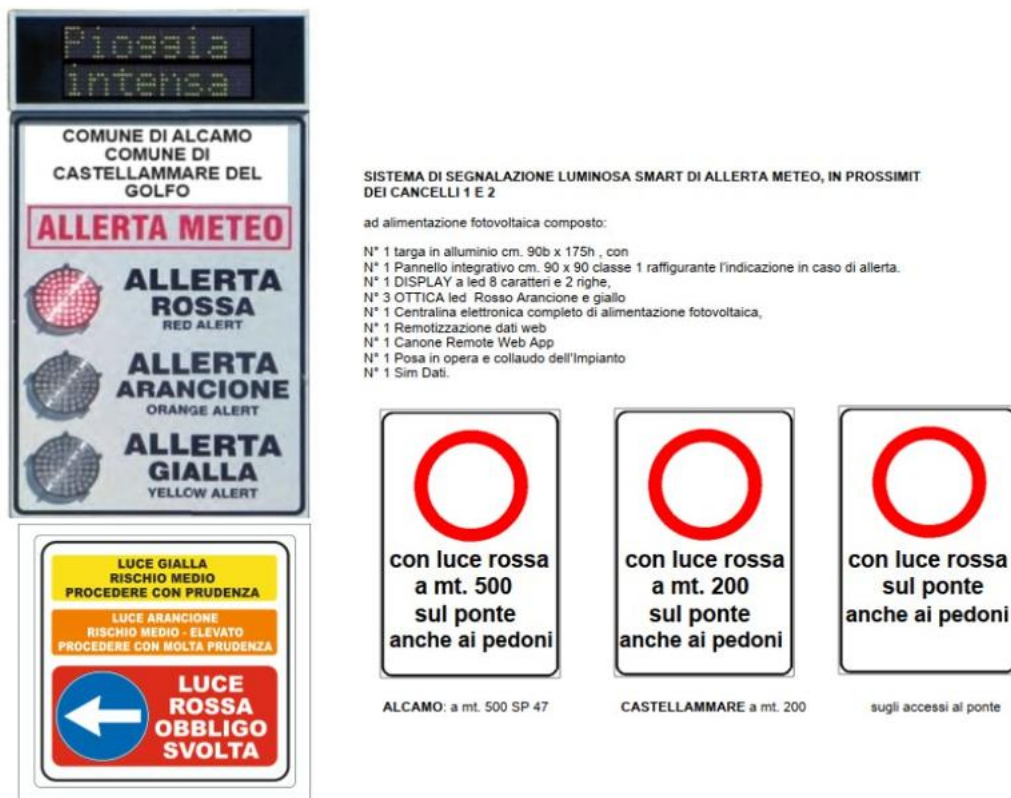 Pioggia
intensa
COMUNE DI ALCAMO
COMUNE DI
CASTELLAMMARE DEL
GOLFO
ALLERTA METEO
ALLERTA
ROSSA
RED ALERT
ALLERTA
ARANCIONE
ORANGE ALERT
ALLERTA
GIALLA
YELLOW ALERT
LUCE GIALLA
RISCHIO MEDIO
PROCEDERE CON PRUDENZA
LUCE ARANCIONE
RISCHIO MEDIO - ELEVATO
PROCEDERE CON MOLTA PRUDENZA
LUCE
ROSSA
OBBLIGO
SVOLTA
SISTEMA DI SEGNALAZIONE LUMINOSA SMART DI ALLERTA METEO, IN PROSSIMIT
DEI CANCELLI 1 E 2
ad alimentazione fotovoltaica composto:
N° 1 targa in alluminio cm. 90b x 175h , con
N° 1 Pannello integrativo cm. 90 x 90 classe 1 raffigurante l'indicazione in caso di allerta.
N° 1 DISPLAY a led 8 caratteri e 2 righe,
N° 3 OTTICA led Rosso Arancione e giallo
N° 1 Centralina elettronica completo di alimentazione fotovoltaica,
N° 1 Remotizzazione dati web
N° 1 Canone Remote Web App
N° 1 Posa in opera e collaudo dell'Impianto
N° 1 Sim Dati.
con luce rossa
a mt. 500
sul ponte
anche ai pedoni
ALCAMO: a mt. 500 SP 47
con luce rossa
a mt. 200
sul ponte
anche ai pedoni
CASTELLAMMARE a mt. 200
con luce rossa
sul ponte
anche ai pedoni
sugli accessi al ponte